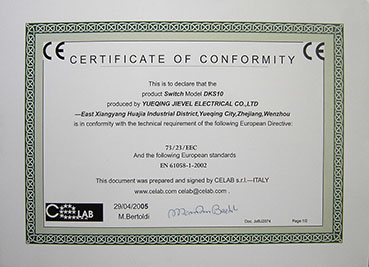 CE CERTIFICATE OF CONFORMITY CE
This is to declare that the
product Switch Model DKS10
produced by YUEQING JIEVEL ELECTRICAL CO.,LTD
—East Xiangyang Huajia Industrial District,Yueqing City,Zhejiang,Wenzhou
is in conformity with the technical requirement of the following European Directive:
73/23/EEC
And the following European standards
EN 61058-1-2002
This document was prepared and signed by CELAB s.r.l.—ITALY
www.celab.com celab@celab.com .
CELAB
29/04/2005
M.Bertoldi
Page 1/2